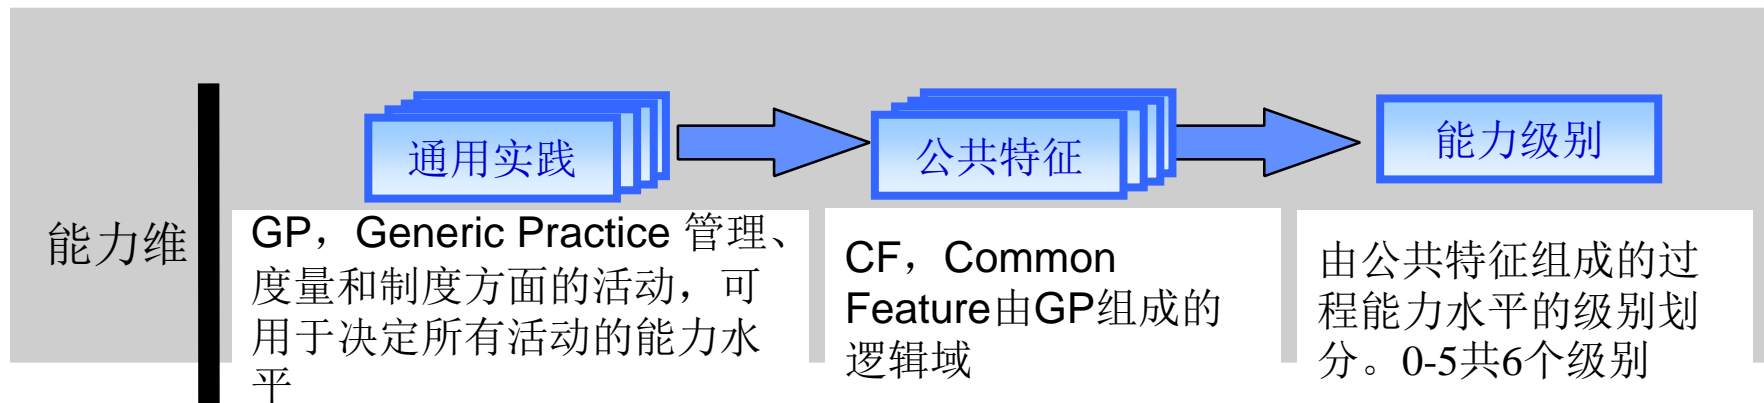 通用实践
公共特征
能力级别
能力维
GP，Generic Practice 管理、
度量和制度方面的活动，可
用于决定所有活动的能力水
平
CF，Common
Feature由GP组成的
逻辑域
由公共特征组成的过
程能力水平的级别划
分。0-5共6个级别